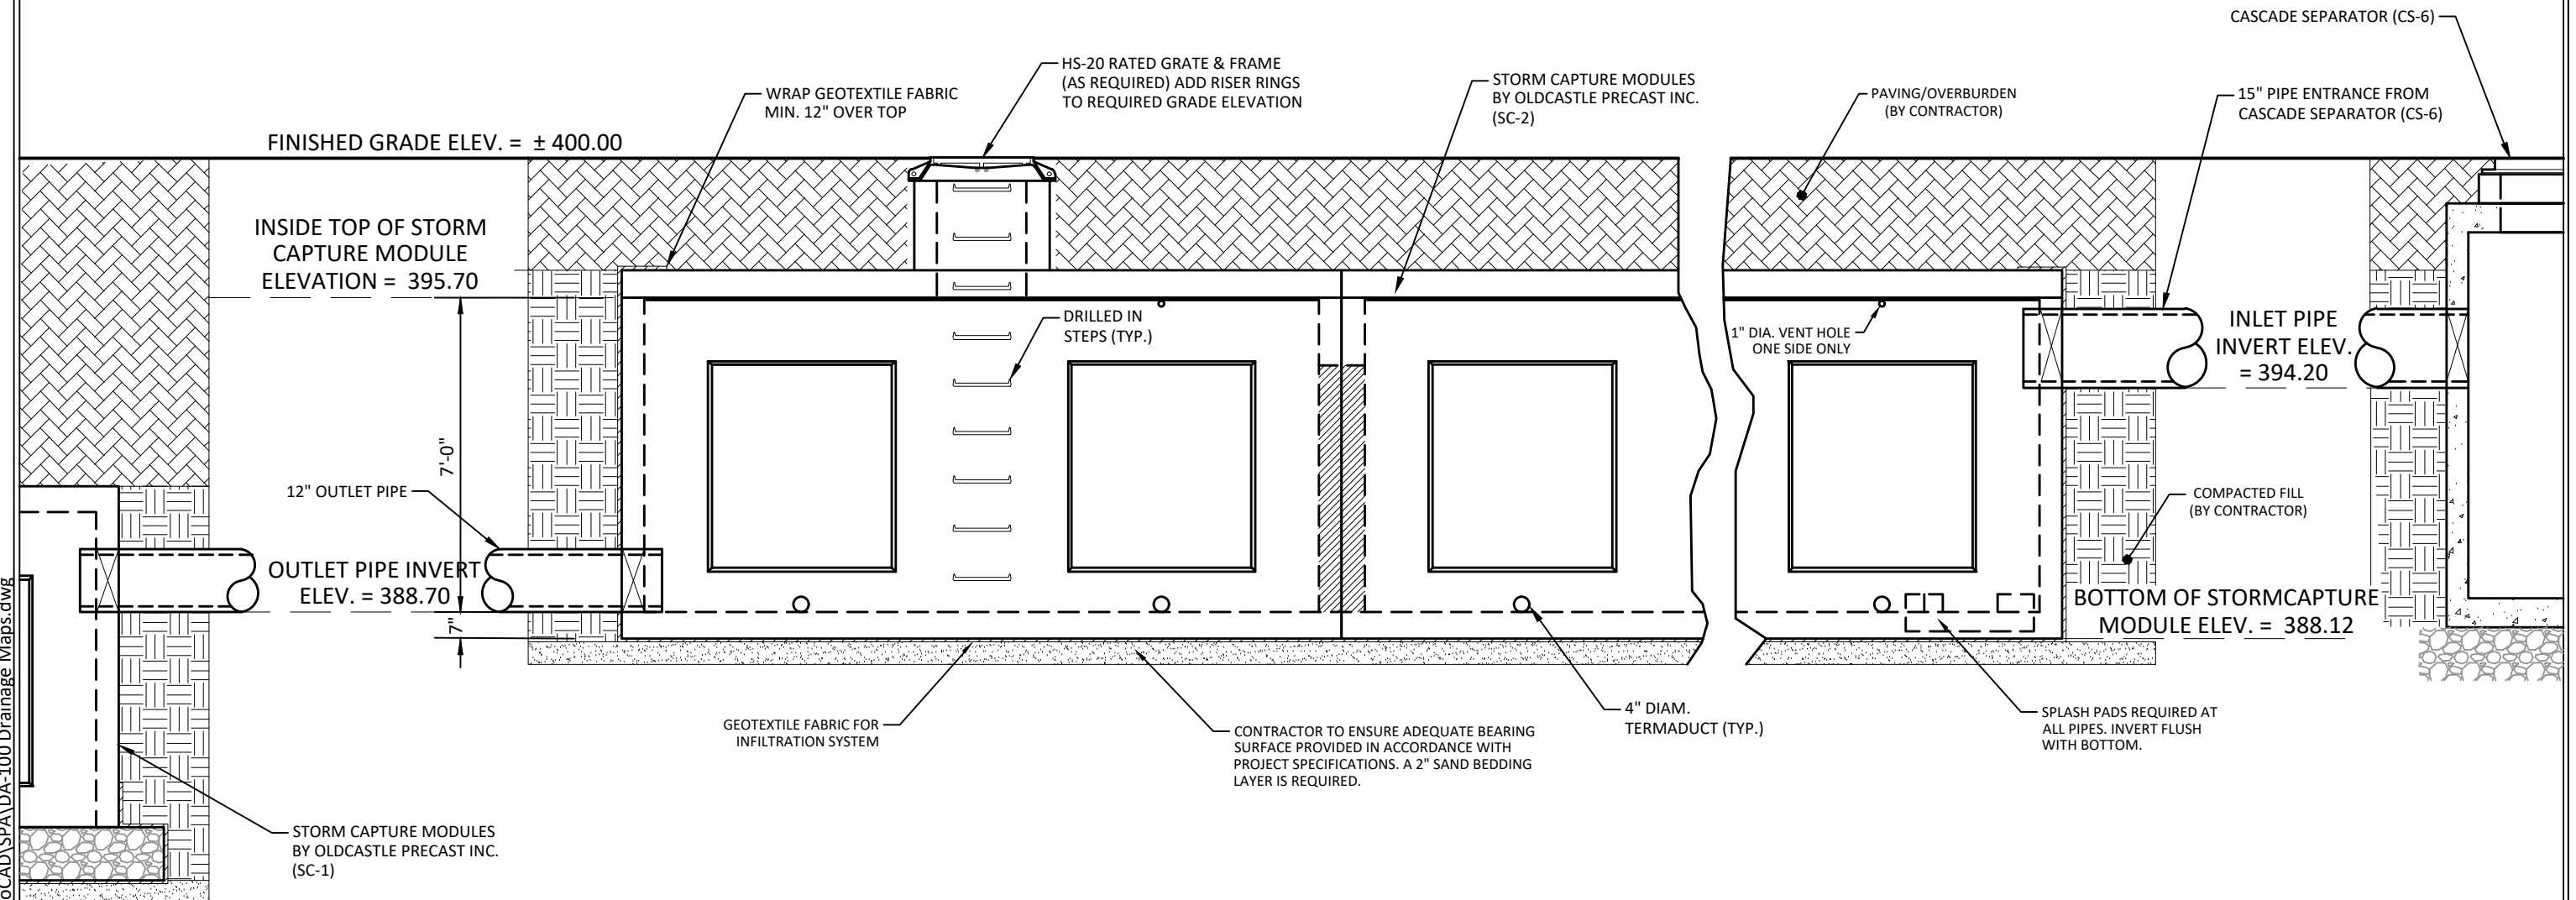 CASCADE SEPARATOR (CS-6)
HS-20 RATED GRATE & FRAME
(AS REQUIRED) ADD RISER RINGS
TO REQUIRED GRADE ELEVATION
STORM CAPTURE MODULES
BY OLDCASTLE PRECAST INC.
(SC-2)
WRAP GEOTEXTILE FABRIC
MIN. 12" OVER TOP
PAVING/OVERBURDEN
(BY CONTRACTOR)
15" PIPE ENTRANCE FROM
CASCADE SEPARATOR (CS-6)
FINISHED GRADE ELEV. = ± 400.00
INSIDE TOP OF STORM
CAPTURE MODULE
ELEVATION = 395.70
DRILLED IN
STEPS (TYP.)
1" DIA. VENT HOLE
ONE SIDE ONLY
INLET PIPE
INVERT ELEV.
= 394.20
7'-0"
12" OUTLET PIPE
COMPACTED FILL
(BY CONTRACTOR)
OUTLET PIPE INVERT
ELEV. = 388.70
7"
BOTTOM OF STORMCAPTURE
MODULE ELEV. = 388.12
GEOTEXTILE FABRIC FOR
INFILTRATION SYSTEM
CONTRACTOR TO ENSURE ADEQUATE BEARING
SURFACE PROVIDED IN ACCORDANCE WITH
PROJECT SPECIFICATIONS. A 2" SAND BEDDING
LAYER IS REQUIRED.
4" DIAM.
TERMADUCT (TYP.)
SPLASH PADS REQUIRED AT
ALL PIPES. INVERT FLUSH
WITH BOTTOM.
STORM CAPTURE MODULES
BY OLDCASTLE PRECAST INC.
(SC-1)
oCAD\SPA\DA-100 Drainage Maps.dwg